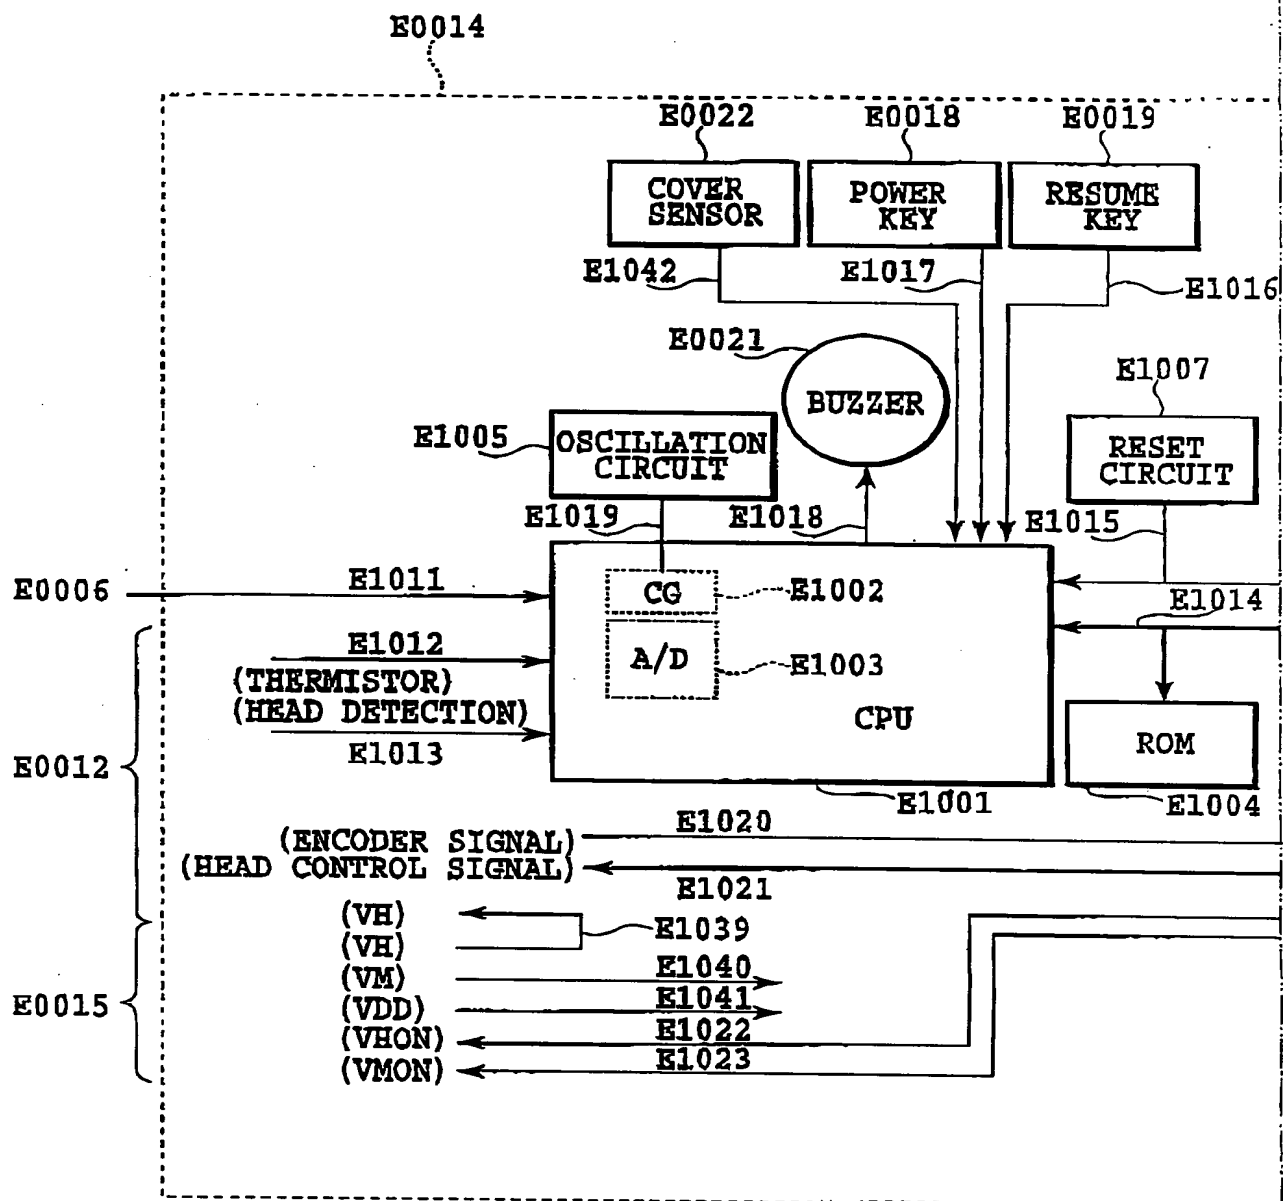 E0014
E0022
E0018
E0019
COVER
SENSOR
POWER
KEY
RESUME
KEY
E1042
E1017
E1016
E0021
BUZZER
E1007
E1005
OSCILLATION
CIRCUIT
RESET
CIRCUIT
E1019
E1018
E1015
E0006
E1011
CG
E1002
E1014
E1012
(THERMISTOR)
A/D
E1003
(HEAD DETECTION)
E1013
CPU
ROM
E0012
E1001
E1004
(ENCODER SIGNAL)
E1020
(HEAD CONTROL SIGNAL)
E1021
(VH)
E1039
(VH)
(VM)
E1040
E0015
(VDD)
E1041
(VHON)
E1022
(VMON)
E1023